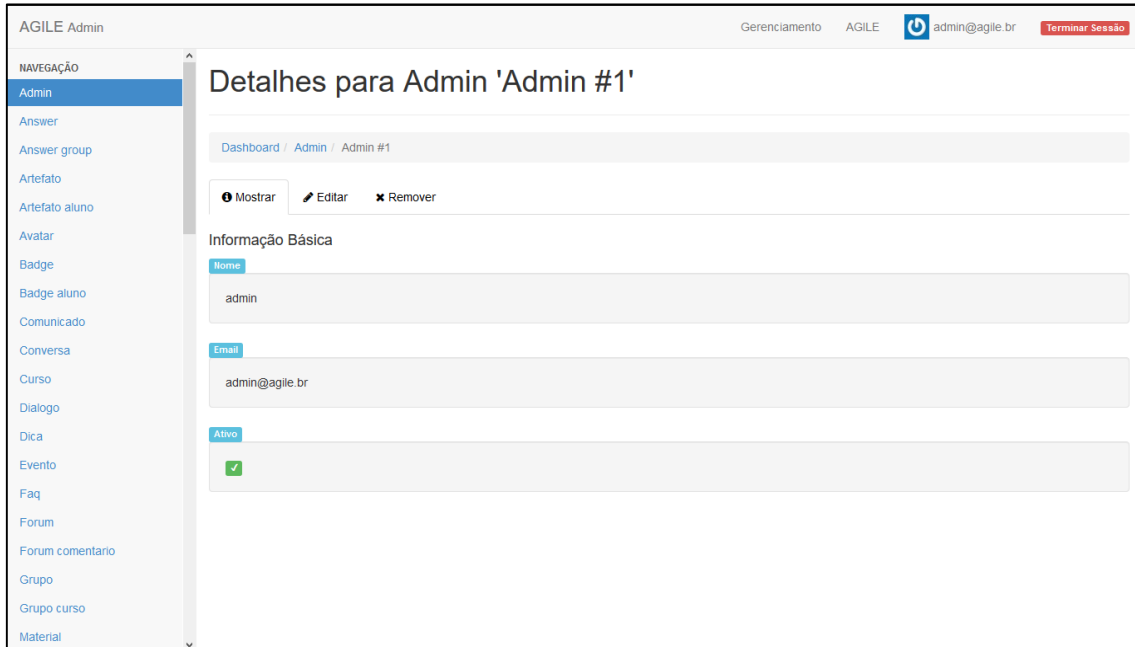 AGILE Admin
Gerenciamento AGILE admin@agile.br Terminar Sessão
NAVEGAÇÃO
Admin
Answer
Answer group
Artefato
Artefato aluno
Avatar
Badge
Badge aluno
Comunicado
Conversa
Curso
Dialogo
Dica
Evento
Faq
Forum
Forum comentario
Grupo
Grupo curso
Material
Detalhes para Admin 'Admin #1'
Dashboard / Admin / Admin #1
Mostrar Editar Remover
Informação Básica
Nome
admin
Email
admin@agile.br
Ativo